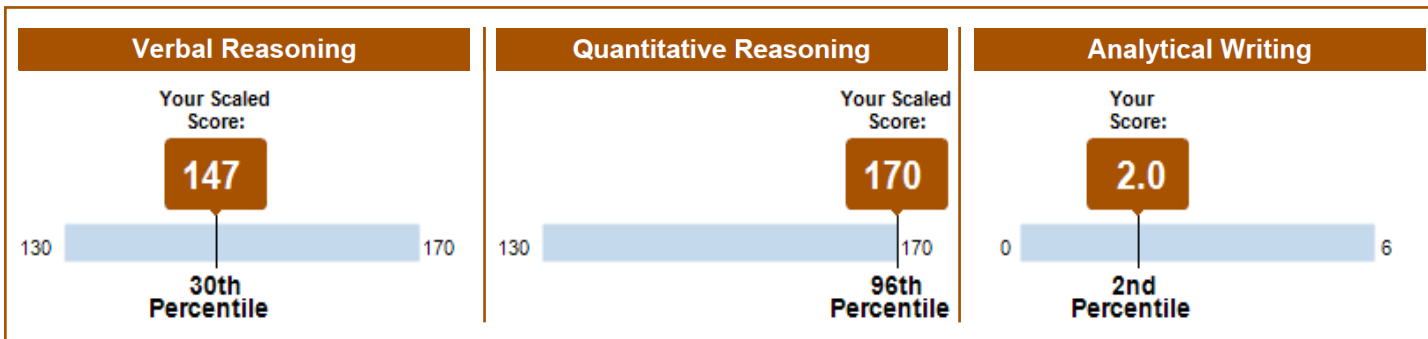 Verbal Reasoning
Your Scaled
Score:
147
130
170
30th
Percentile
Quantitative Reasoning
Your Scaled
Score:
170
130
170
96th
Percentile
Analytical Writing
Your
Score:
2.0
0
6
2nd
Percentile